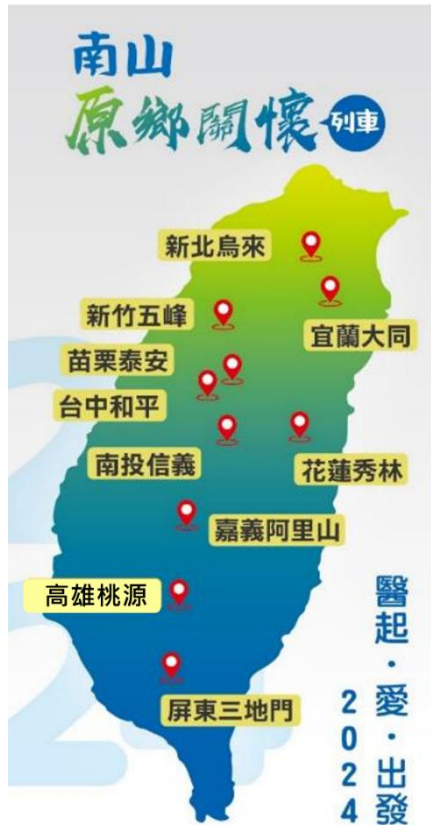 南山
原鄉關懷列車
新北烏來
宜蘭大同
新竹五峰
苗栗泰安
台中和平
南投信義
花蓮秀林
嘉義阿里山
高雄桃源
屏東三地門
醫起・愛・出發
2024